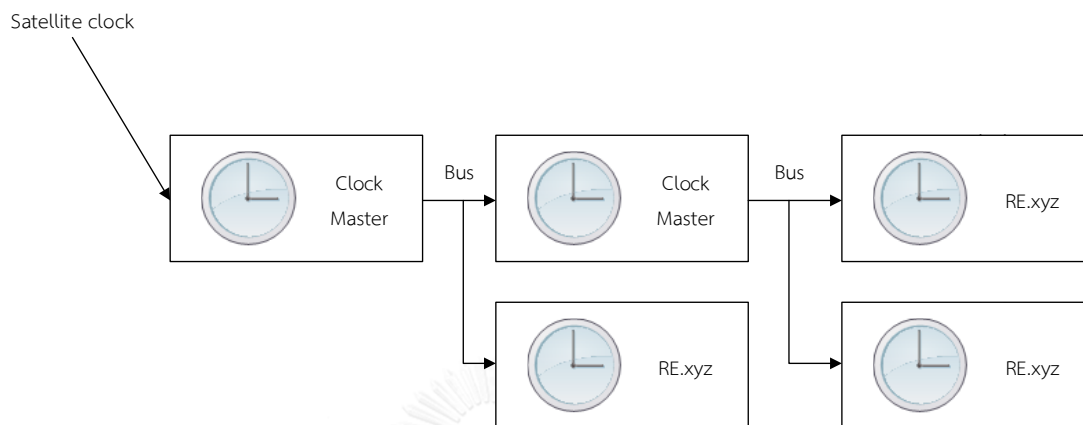 Satellite clock
Clock
Master
Bus
Clock
Master
Bus
RE.xyz
RE.xyz
RE.xyz